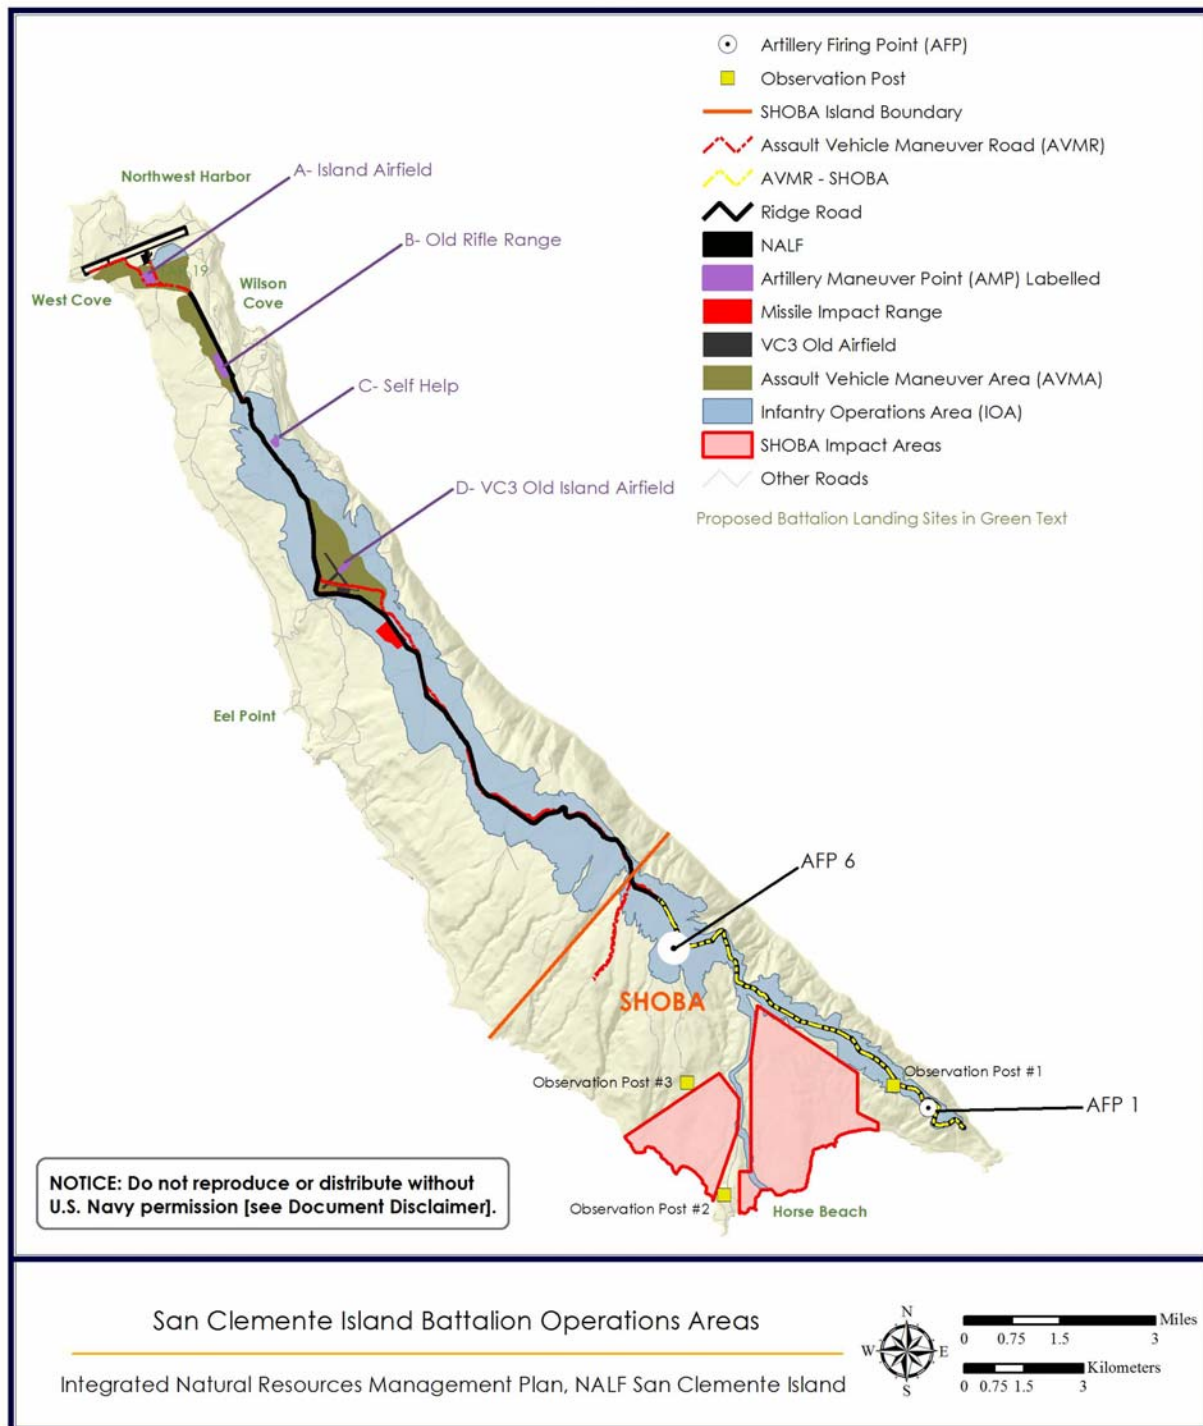 Artillery Firing Point (AFP)
Observation Post
SHOBA Island Boundary
Assault Vehicle Maneuver Road (AVMR)
AVMR - SHOBA
Ridge Road
NALF
Artillery Maneuver Point (AMP) Labelled
Missile Impact Range
VC3 Old Airfield
Assault Vehicle Maneuver Area (AVMA)
Infantry Operations Area (IOA)
SHOBA Impact Areas
Other Roads
Proposed Battalion Landing Sites in Green Text
Northwest Harbor
A- Island Airfield
B- Old Rifle Range
19
West Cove
Wilson
Cove
C- Self Help
D- VC3 Old Island Airfield
Eel Point
AFP 6
SHOBA
Observation Post #3
Observation Post #1
AFP 1
Observation Post #2
Horse Beach
NOTICE: Do not reproduce or distribute without
U.S. Navy permission [see Document Disclaimer].
San Clemente Island Battalion Operations Areas
Integrated Natural Resources Management Plan, NALF San Clemente Island
N
W E
S
Miles
0 0.75 1.5 3
Kilometers
0 0.75 1.5 3